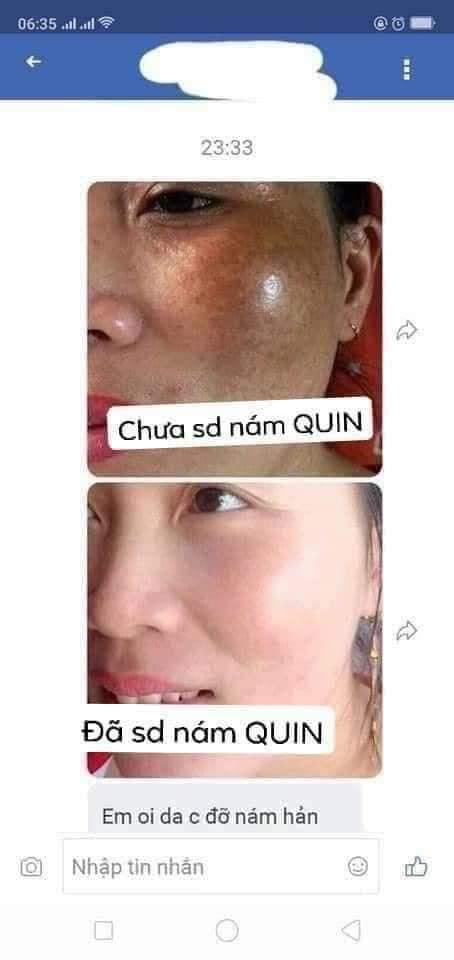 06:35
23:33
Chưa sd nám QUIN
Đã sd nám QUIN
Em oi da c đỡ nám hản
Nhập tin nhắn